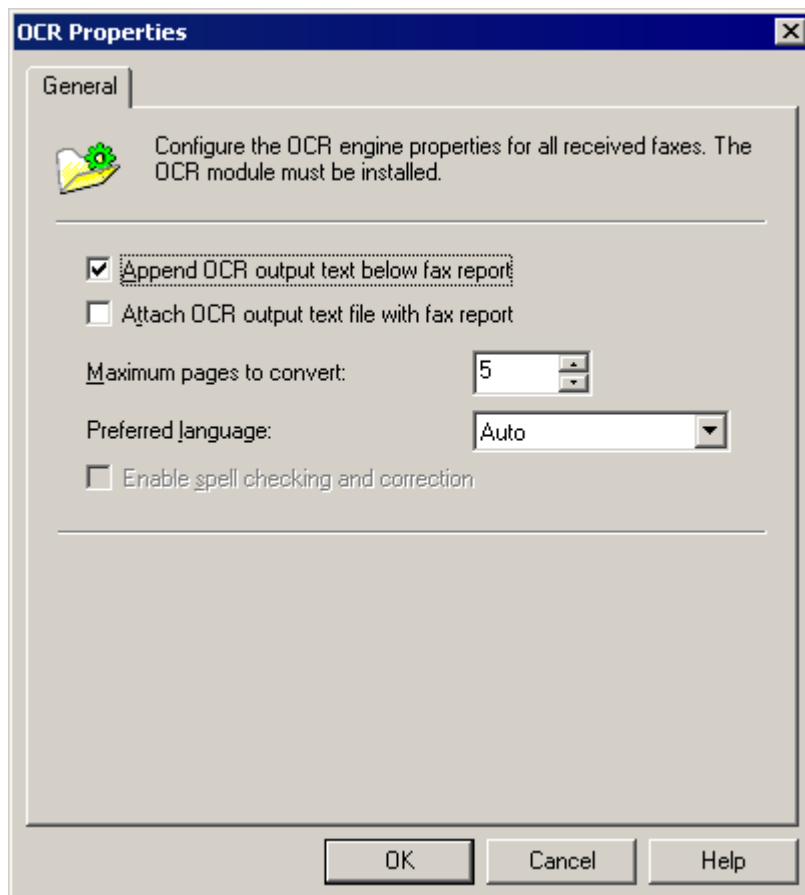 OCR Properties
General
Configure the OCR engine properties for all received faxes. The
OCR module must be installed.
Append OCR output text below fax report
Attach OCR output text file with fax report
Maximum pages to convert: 5
Preferred language: Auto
Enable spell checking and correction
OK Cancel Help